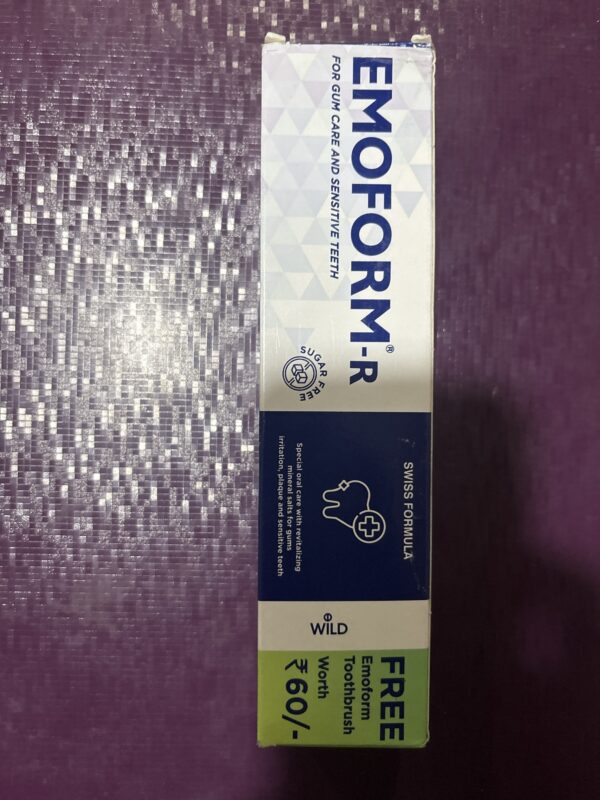 EMOFORM®-R
FOR GUM CARE AND SENSITIVE TEETH
SUGAR FREE
SWISS FORMULA
Special oral care with revitalizing
mineral salts for gums
irritation, plaque and sensitive teeth
WILD
FREE
Emoform
Toothbrush
Worth
₹ 60/-